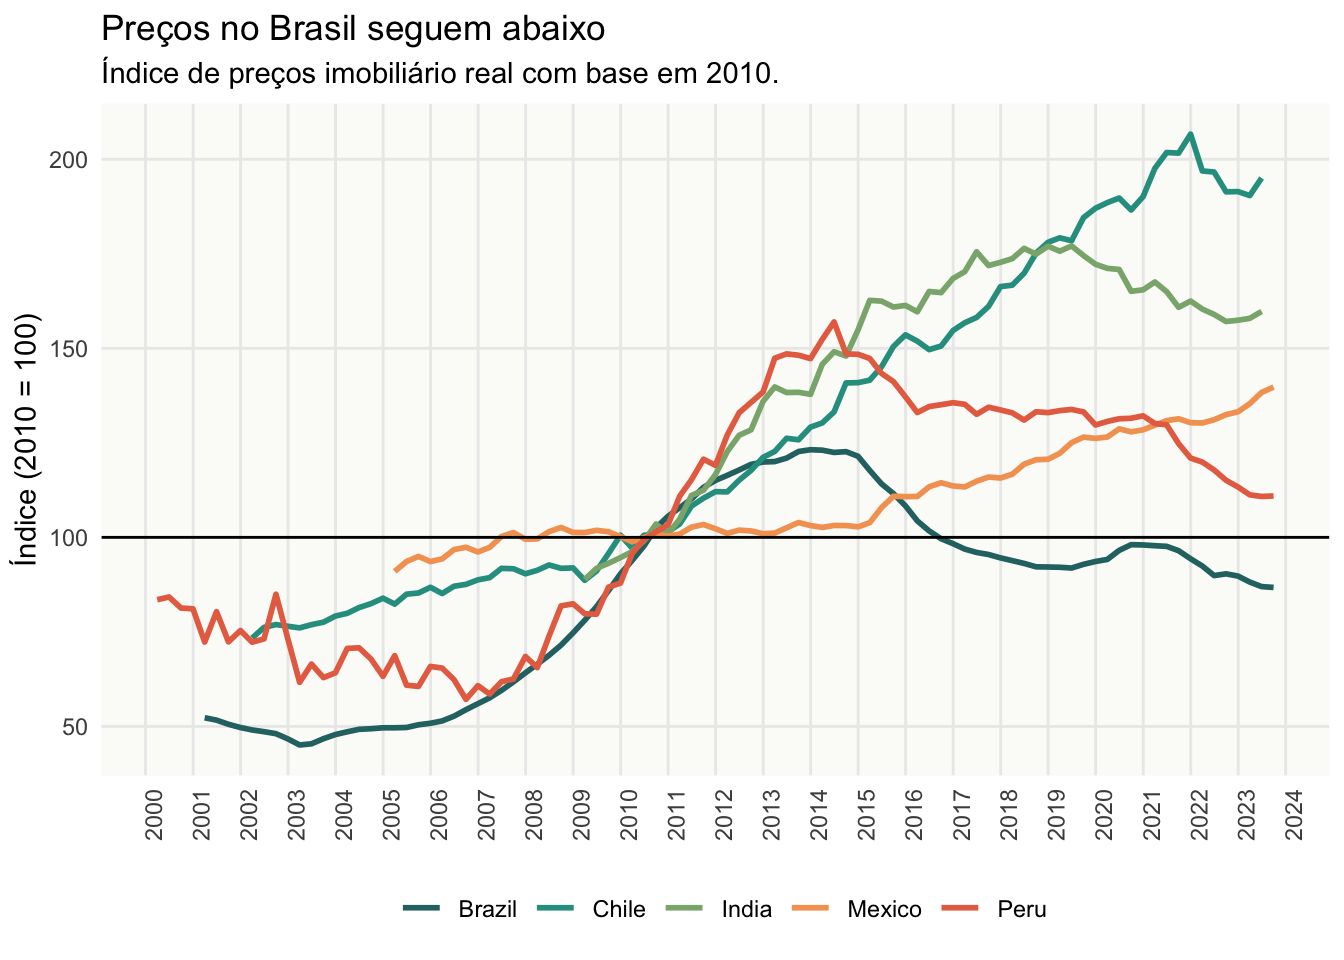 Preços no Brasil seguem abaixo
Índice de preços imobiliário real com base em 2010.
Índice (2010 = 100)
200
150
100
50
2000 2001 2002 2003 2004 2005 2006 2007 2008 2009 2010 2011 2012 2013 2014 2015 2016 2017 2018 2019 2020 2021 2022 2023 2024
Brazil Chile India Mexico Peru